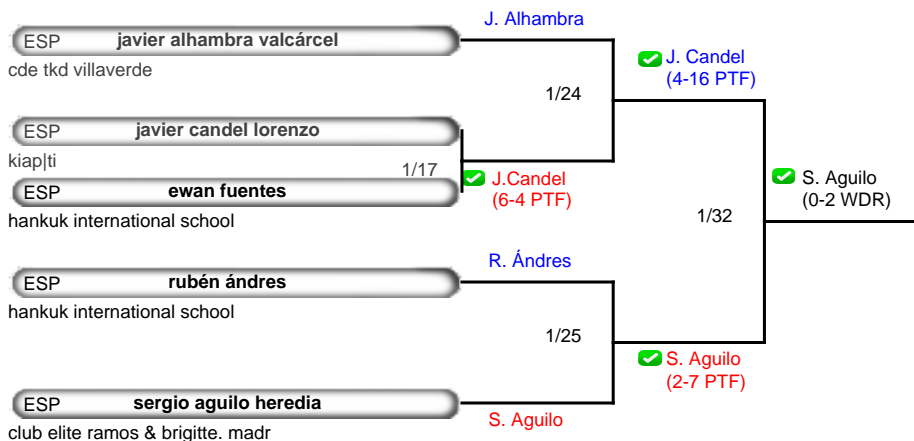 J. Alhambra
ESP javier alhambra valcárcel
cde tkd villaverde
J. Candel
(4-16 PTF)
1/24
ESP javier candel lorenzo
kiap|ti
1/17
J.Candel
(6-4 PTF)
ESP ewan fuentes
hankuk international school
S. Aguilo
(0-2 WDR)
1/32
R. Ándres
ESP rubén ándres
hankuk international school
1/25
S. Aguilo
(2-7 PTF)
ESP sergio aguilo heredia
S. Aguilo
club elite ramos & brigitte. madr